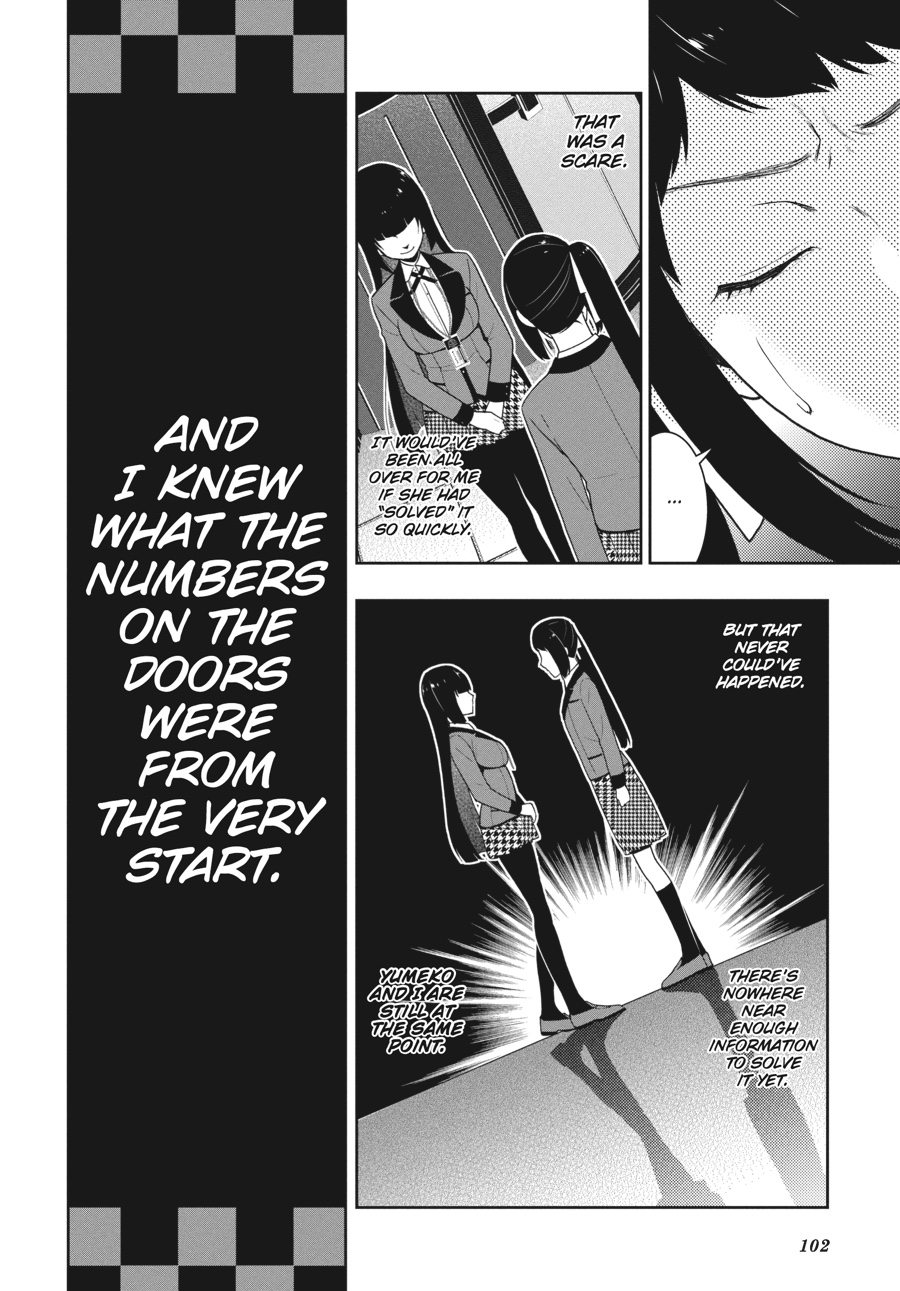 ...
THAT
WAS A
SCARE.
IT WOULD'VE
BEEN ALL
OVER FOR ME
IF SHE HAD
"SOLVED" IT
SO QUICKLY.
BUT THAT
NEVER
COULD'VE
HAPPENED.
THERE'S
NOWHERE
NEAR
ENOUGH
INFORMATION
TO SOLVE
IT YET.
YUMEKO
AND I ARE
STILL AT
THE SAME
POINT.
AND
I KNEW
WHAT THE
NUMBERS
ON THE
DOORS
WERE
FROM
THE VERY
START.
102